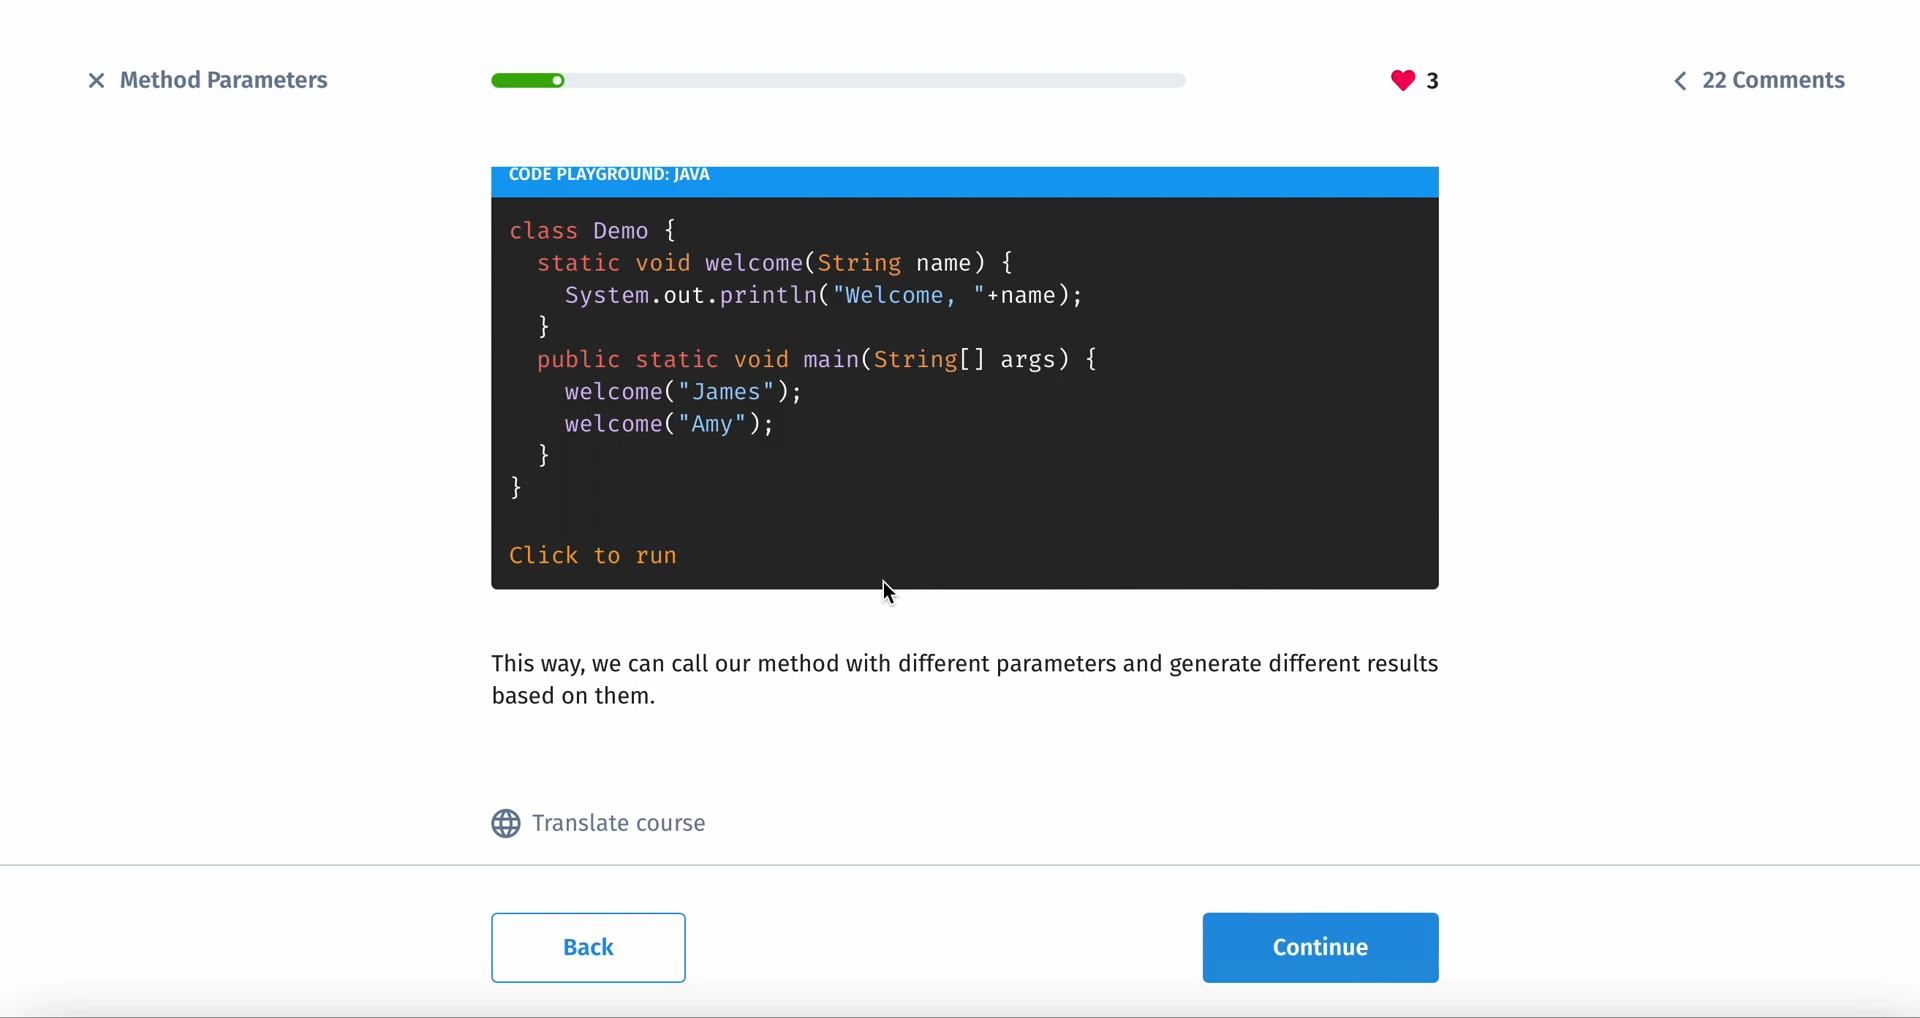 Method Parameters
3
22 Comments
CODE PLAYGROUND: JAVA
class Demo {
  static void welcome(String name) {
    System.out.println("Welcome, "+name);
  }
  public static void main(String[] args) {
    welcome("James");
    welcome("Amy");
  }
}
Click to run
This way, we can call our method with different parameters and generate different results
based on them.
Translate course
Back
Continue